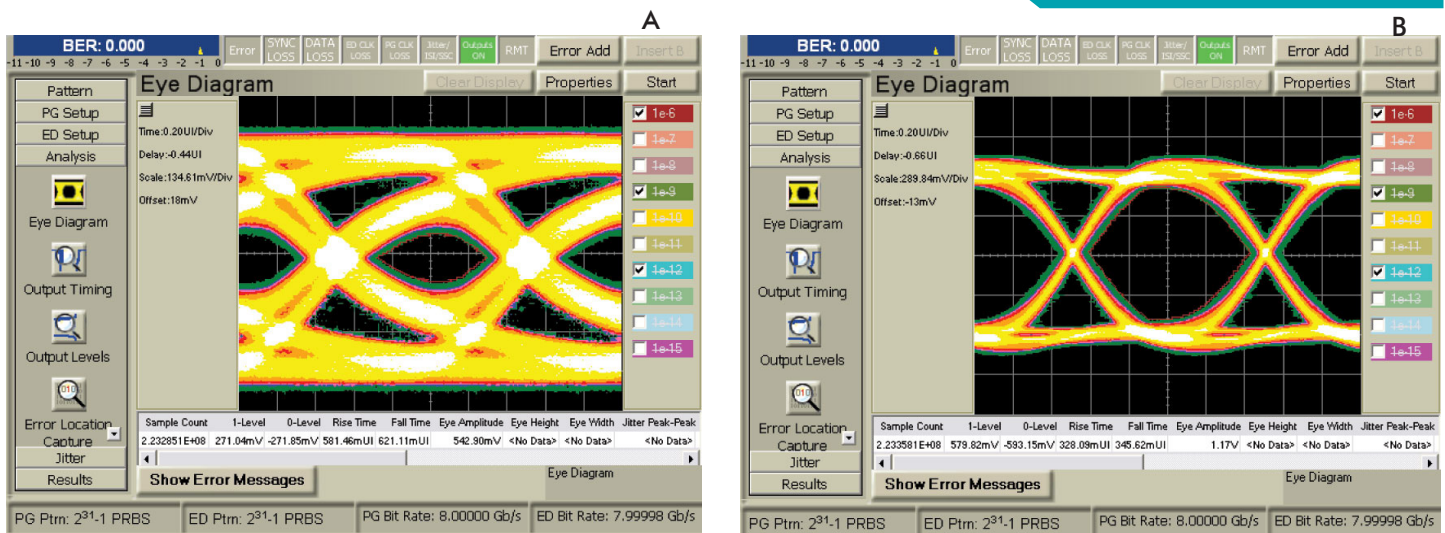 A
BER: 0.000
-11 -10 -9 -8 -7 -6 -5 -4 -3 -2 -1 0
Error
SYNC LOSS
DATA LOSS
ED CLK LOSS
PG CLK LOSS
Jitter/ ISI/SSC
Outputs ON
RMT
Error Add
Insert B
Pattern
PG Setup
ED Setup
Analysis
Eye Diagram
Output Timing
Output Levels
Error Location
Capture
Jitter
Results
Eye Diagram
Clear Display
Properties
Start
Time:0.20UI/Div
Delay:-0.44UI
Scale:134.61mV/Div
Offset:18mV
1e-6
1e-7
1e-8
1e-9
1e-10
1e-11
1e-12
1e-13
1e-14
1e-15
Sample Count 1-Level 0-Level Rise Time Fall Time Eye Amplitude Eye Height Eye Width Jitter Peak-Peak
2.232851E+08 271.04mV -271.85mV 581.46mUI 621.11mUI 542.90mV <No Data> <No Data> <No Data>
Show Error Messages
Eye Diagram
PG Ptrn: 2³¹-1 PRBS
ED Ptrn: 2³¹-1 PRBS
PG Bit Rate: 8.00000 Gb/s
ED Bit Rate: 7.99998 Gb/s
B
BER: 0.000
-11 -10 -9 -8 -7 -6 -5 -4 -3 -2 -1 0
Error
SYNC LOSS
DATA LOSS
ED CLK LOSS
PG CLK LOSS
Jitter/ ISI/SSC
Outputs ON
RMT
Error Add
Insert B
Pattern
PG Setup
ED Setup
Analysis
Eye Diagram
Output Timing
Output Levels
Error Location
Capture
Jitter
Results
Eye Diagram
Clear Display
Properties
Start
Time:0.20UI/Div
Delay:-0.66UI
Scale:289.84mV/Div
Offset:-13mV
1e-6
1e-7
1e-8
1e-9
1e-10
1e-11
1e-12
1e-13
1e-14
1e-15
Sample Count 1-Level 0-Level Rise Time Fall Time Eye Amplitude Eye Height Eye Width Jitter Peak-Peak
2.233581E+08 579.82mV -593.15mV 328.09mUI 345.62mUI 1.17V <No Data> <No Data> <No Data>
Show Error Messages
Eye Diagram
PG Ptrn: 2³¹-1 PRBS
ED Ptrn: 2³¹-1 PRBS
PG Bit Rate: 8.00000 Gb/s
ED Bit Rate: 7.99998 Gb/s